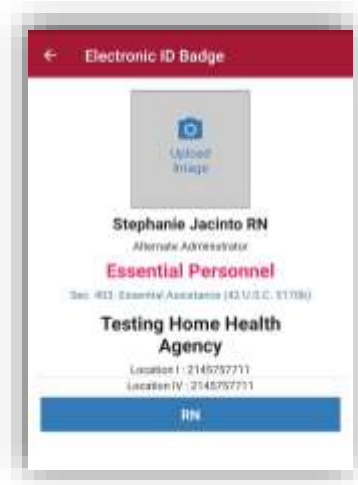 Electronic ID Badge
Upload
Image
Stephanie Jacinto RN
Alternate Administrator
Essential Personnel
Sec. 403. Essential Assistance (42 U.S.C. 5170b)
Testing Home Health
Agency
Location I : 2145757711
Location IV : 2145757711
RN